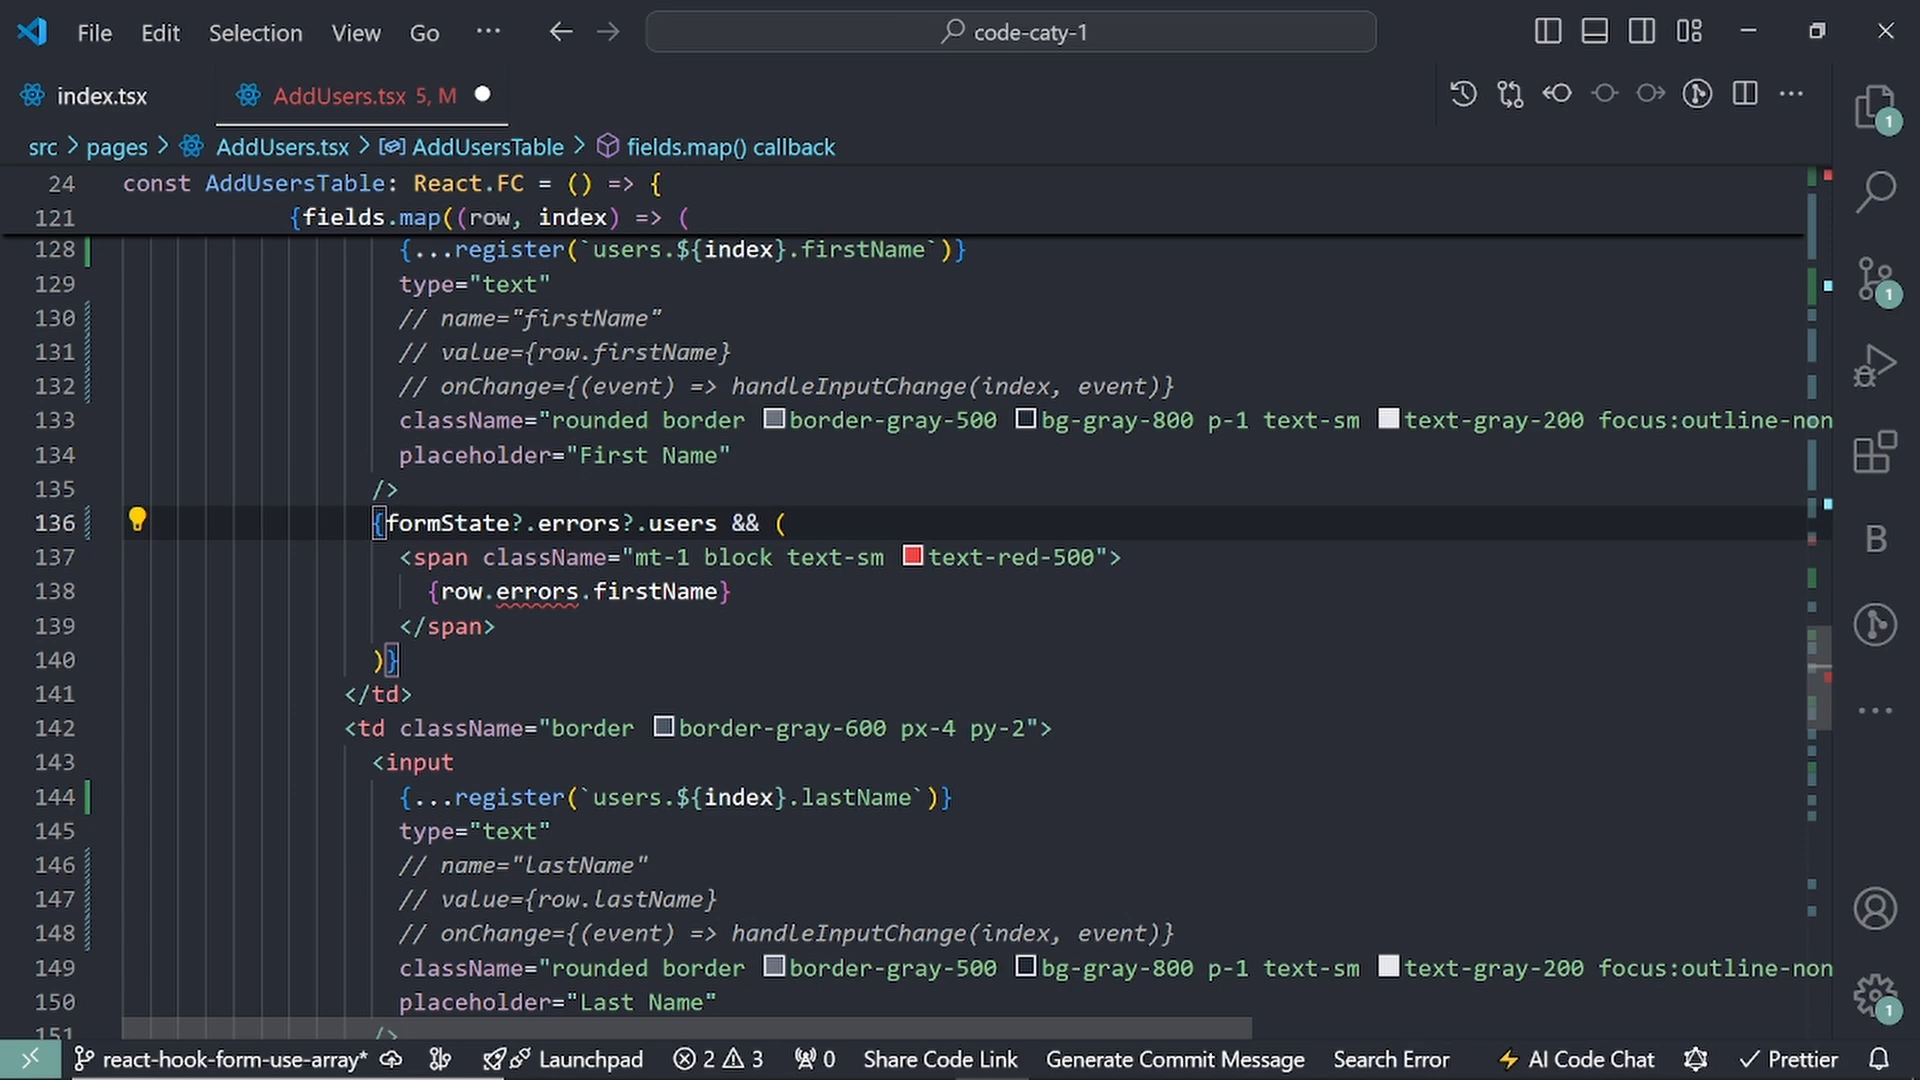 File Edit Selection View Go ··· code-caty-1
index.tsx AddUsers.tsx 5, M
src > pages > AddUsers.tsx > AddUsersTable > fields.map() callback
24 const AddUsersTable: React.FC = () => {
121 {fields.map((row, index) => (
128 {...register(`users.${index}.firstName`)}
129 type="text"
130 // name="firstName"
131 // value={row.firstName}
132 // onChange={(event) => handleInputChange(index, event)}
133 className="rounded border border-gray-500 bg-gray-800 p-1 text-sm text-gray-200 focus:outline-non
134 placeholder="First Name"
135 />
136 {formState?.errors?.users && (
137 <span className="mt-1 block text-sm text-red-500">
138 {row.errors.firstName}
139 </span>
140 )}
141 </td>
142 <td className="border border-gray-600 px-4 py-2">
143 <input
144 {...register(`users.${index}.lastName`)}
145 type="text"
146 // name="lastName"
147 // value={row.lastName}
148 // onChange={(event) => handleInputChange(index, event)}
149 className="rounded border border-gray-500 bg-gray-800 p-1 text-sm text-gray-200 focus:outline-non
150 placeholder="Last Name"
151 />
1
1
B
1
react-hook-form-use-array* Launchpad 2 3 0 Share Code Link Generate Commit Message Search Error AI Code Chat Prettier